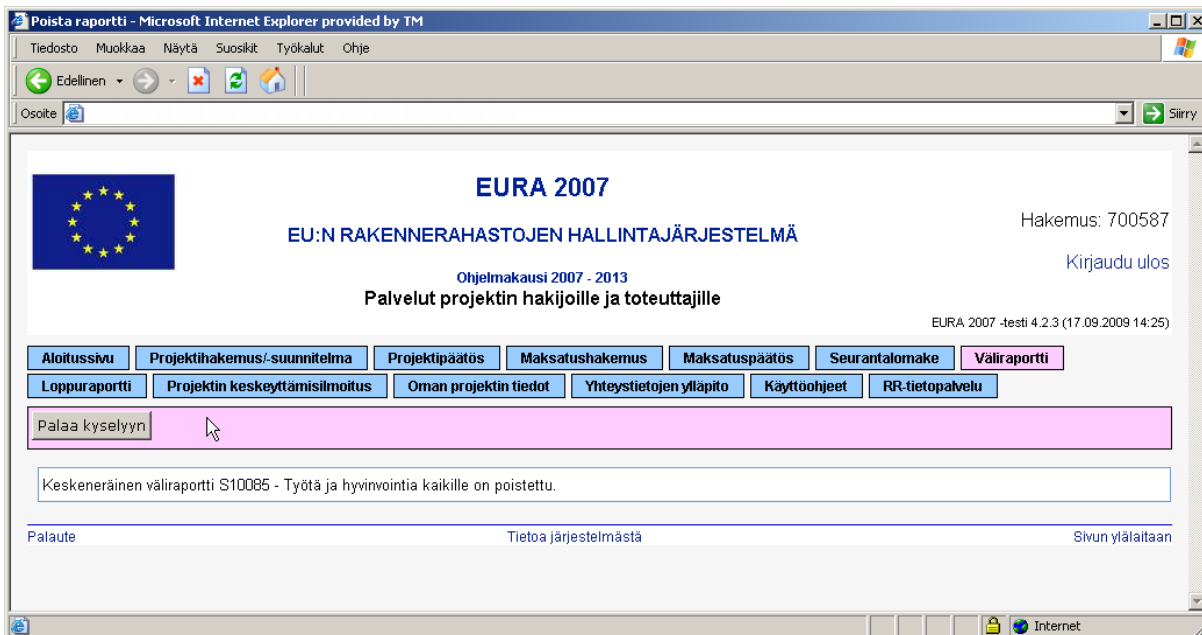 Poista raportti - Microsoft Internet Explorer provided by TM
Tiedosto Muokkaa Näytä Suosikit Työkalut Ohje
Edellinen
Osoite Siirry
EURA 2007
EU:N RAKENNERAHASTOJEN HALLINTAJÄRJESTELMÄ
Hakemus: 700587
Kirjaudu ulos
Ohjelmakausi 2007 - 2013
Palvelut projektin hakijoille ja toteuttajille
EURA 2007 -testi 4.2.3 (17.09.2009 14:25)
Aloitussivu Projektihakemus/-suunnitelma Projektipäätös Maksatushakemus Maksatuspäätös Seurantalomake Väliraportti
Loppuraportti Projektin keskeyttämisilmoitus Oman projektin tiedot Yhteystietojen ylläpito Käyttöohjeet RR-tietopalvelu
Palaa kyselyyn
Keskeneräinen väliraportti S10085 - Työtä ja hyvinvointia kaikille on poistettu.
Palaute Tietoa järjestelmästä Sivun ylälaitaan
Internet